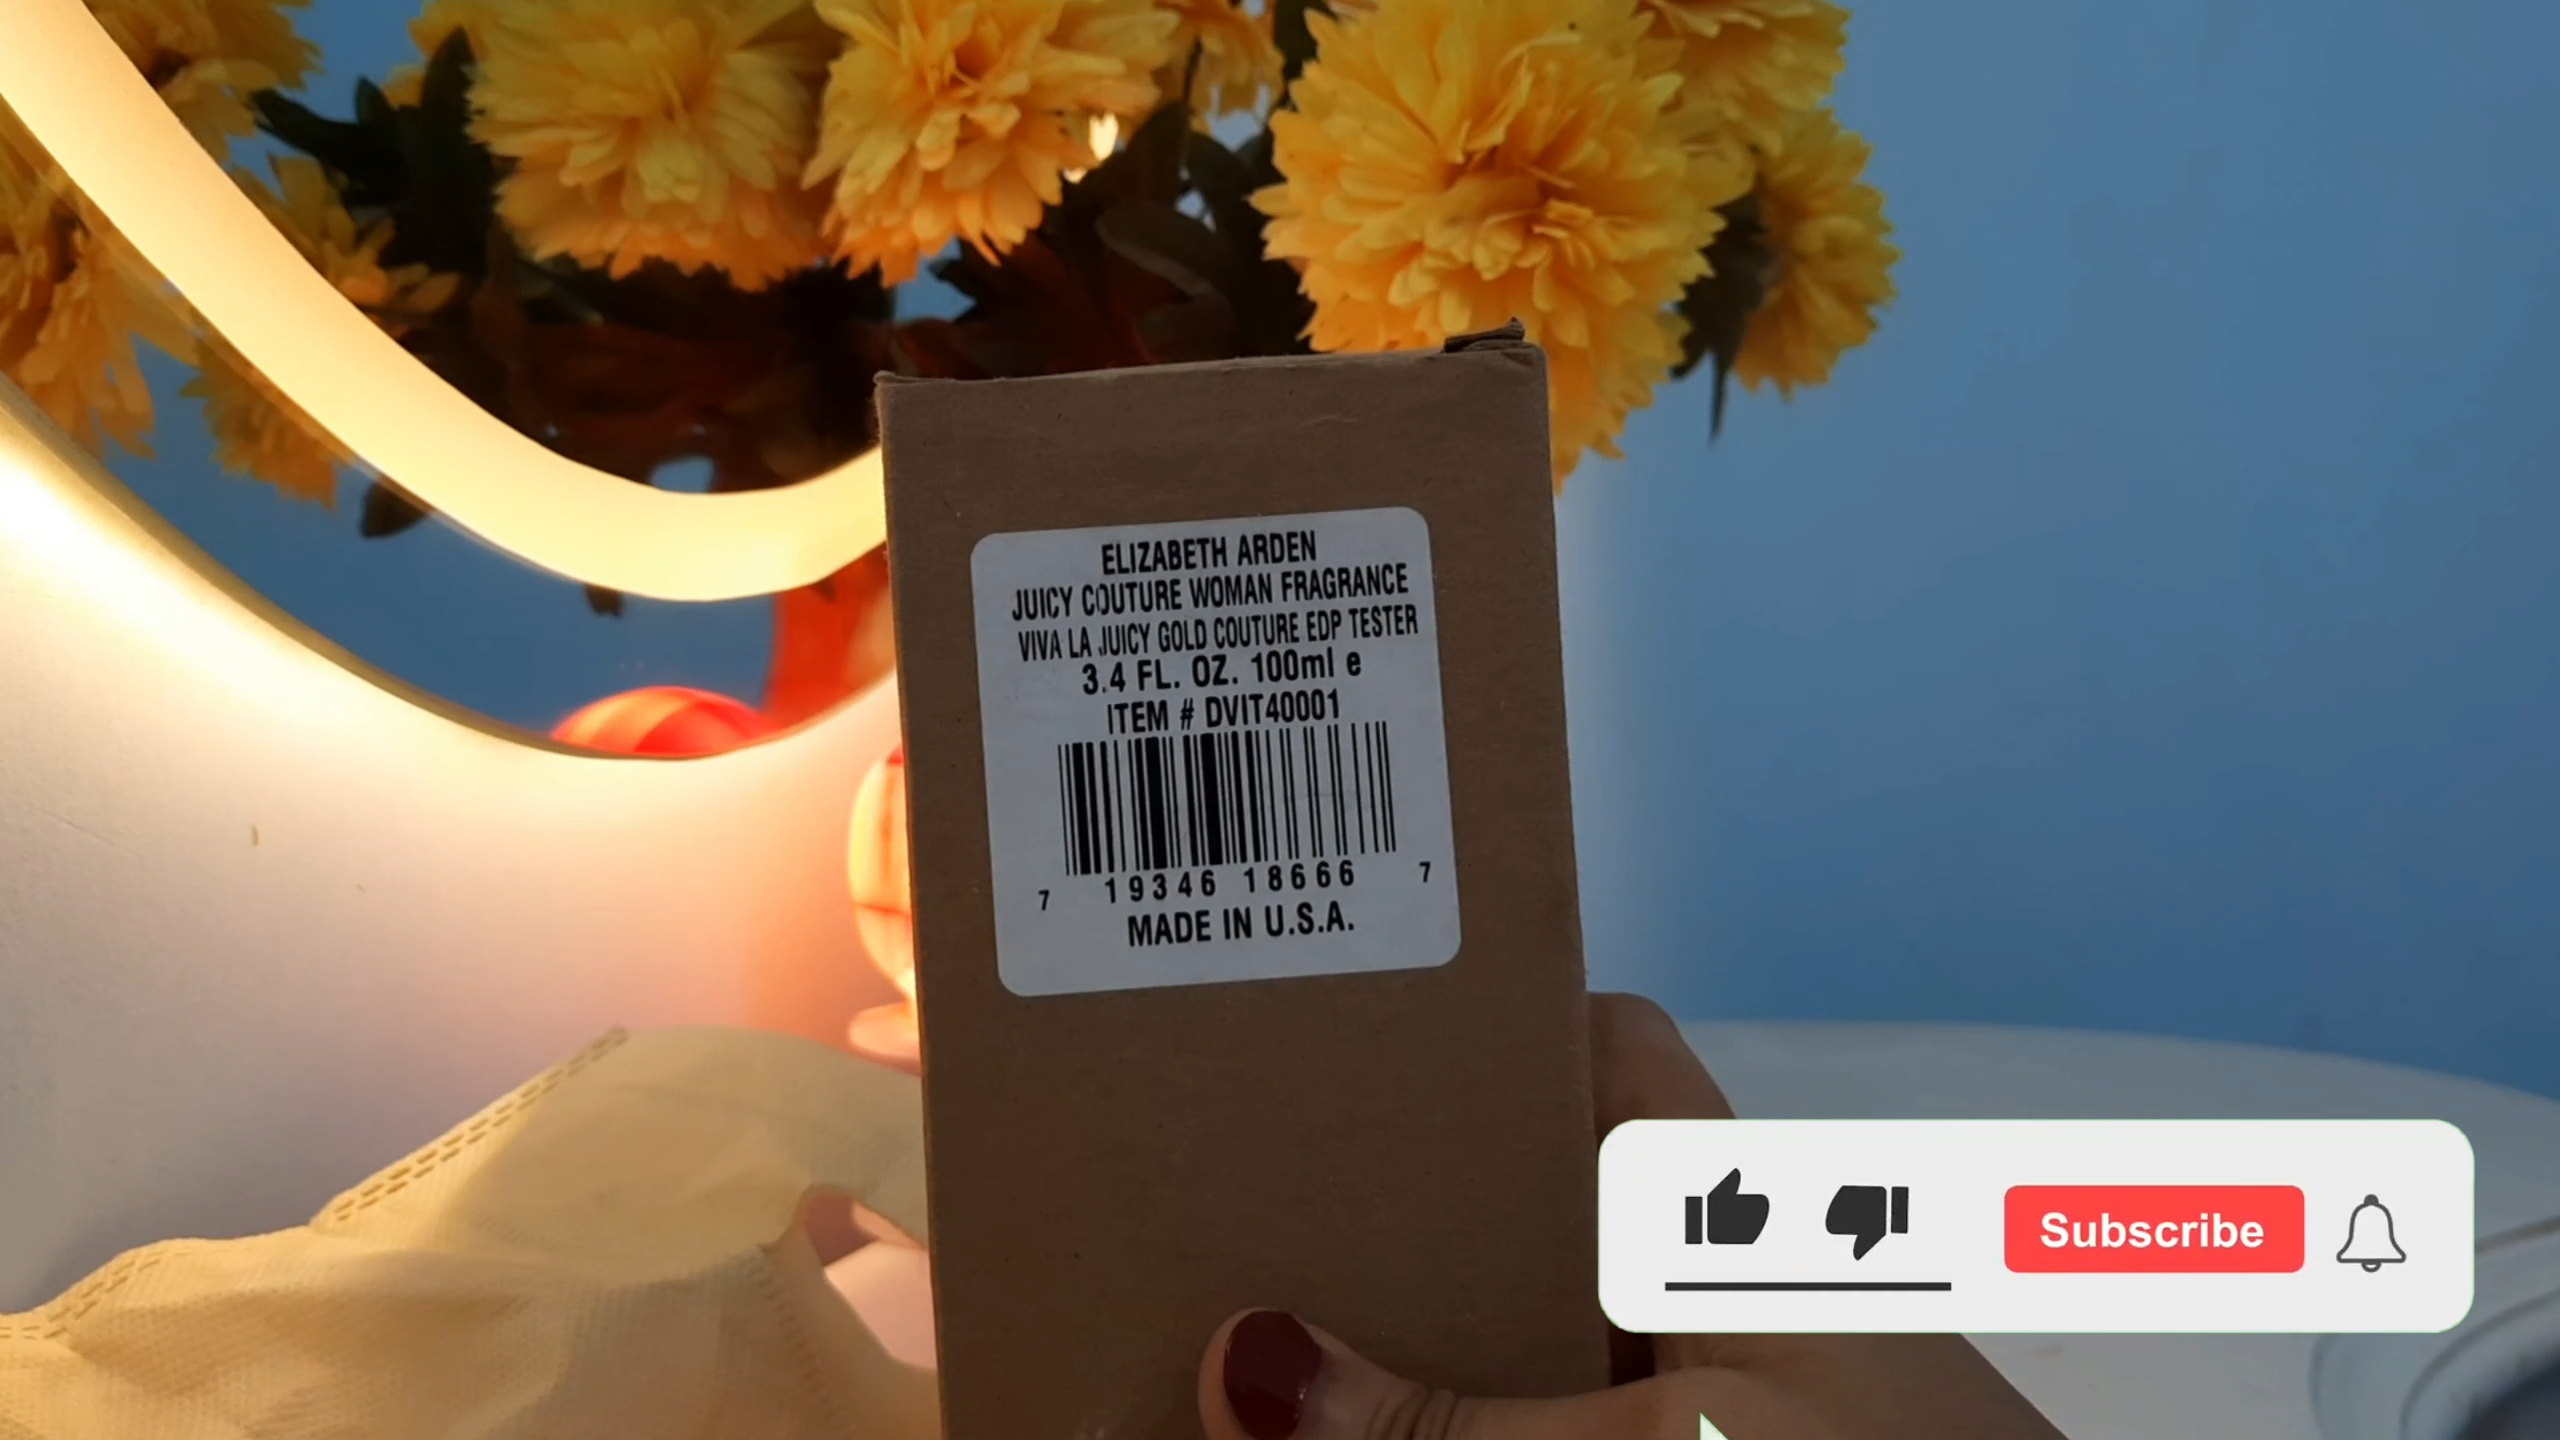 ELIZABETH ARDEN
JUICY COUTURE WOMAN FRAGRANCE
VIVA LA JUICY GOLD COUTURE EDP TESTER
3.4 FL. OZ. 100ml e
ITEM # DVIT40001
7 19346 18666 7
MADE IN U.S.A.
Subscribe